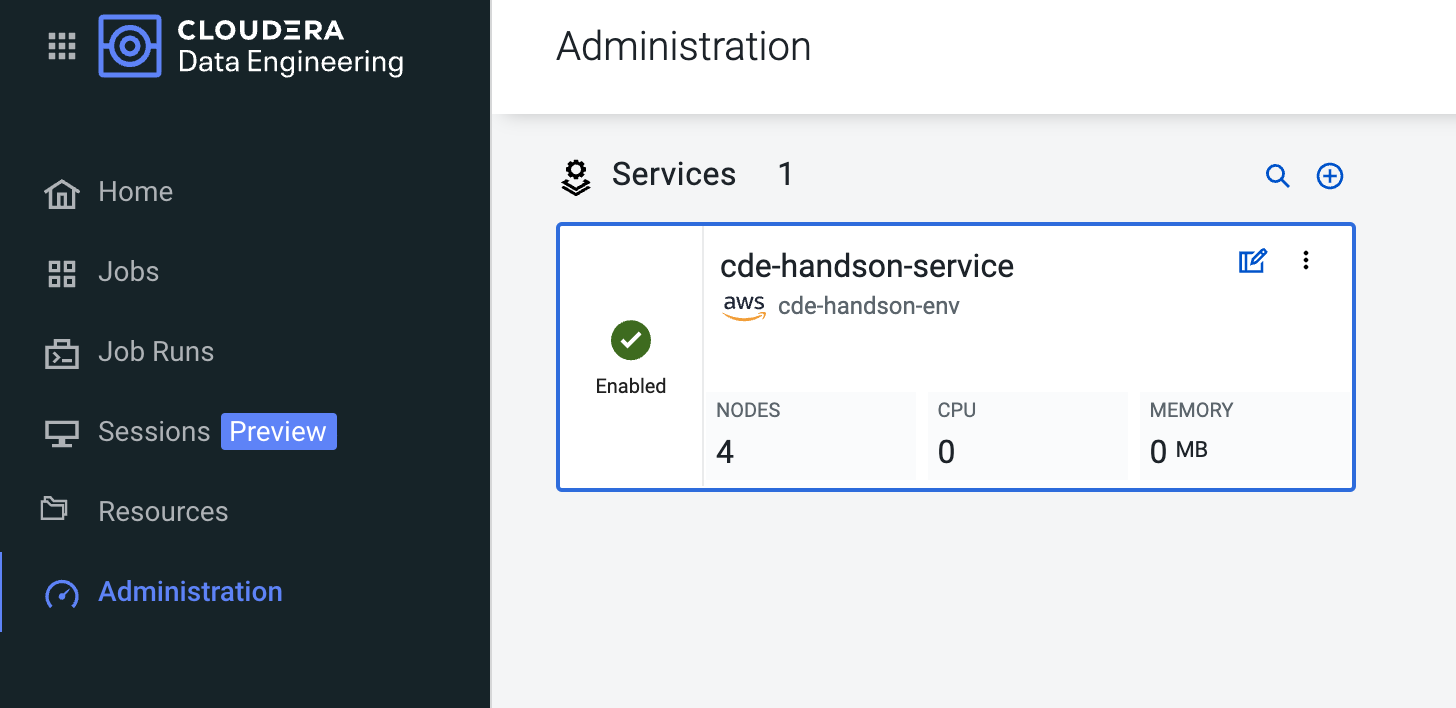 CLOUDERA
Data Engineering
Home
Jobs
Job Runs
Sessions Preview
Resources
Administration
Administration
Services 1
Enabled
cde-handson-service
aws cde-handson-env
NODES CPU MEMORY
4 0 0 MB